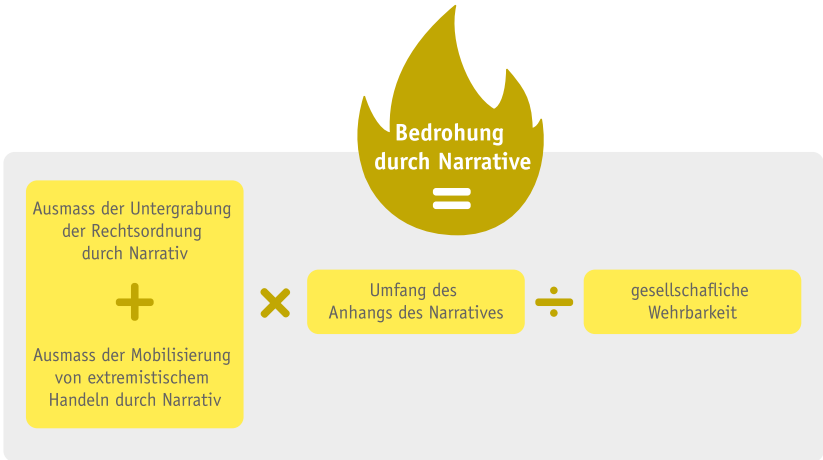 Bedrohung
durch Narrative
=
Ausmass der Untergrabung
der Rechtsordnung
durch Narrativ
+
Ausmass der Mobilisierung
von extremistischem
Handeln durch Narrativ
×
Umfang des
Anhangs des Narratives
÷
gesellschafliche
Wehrbarkeit